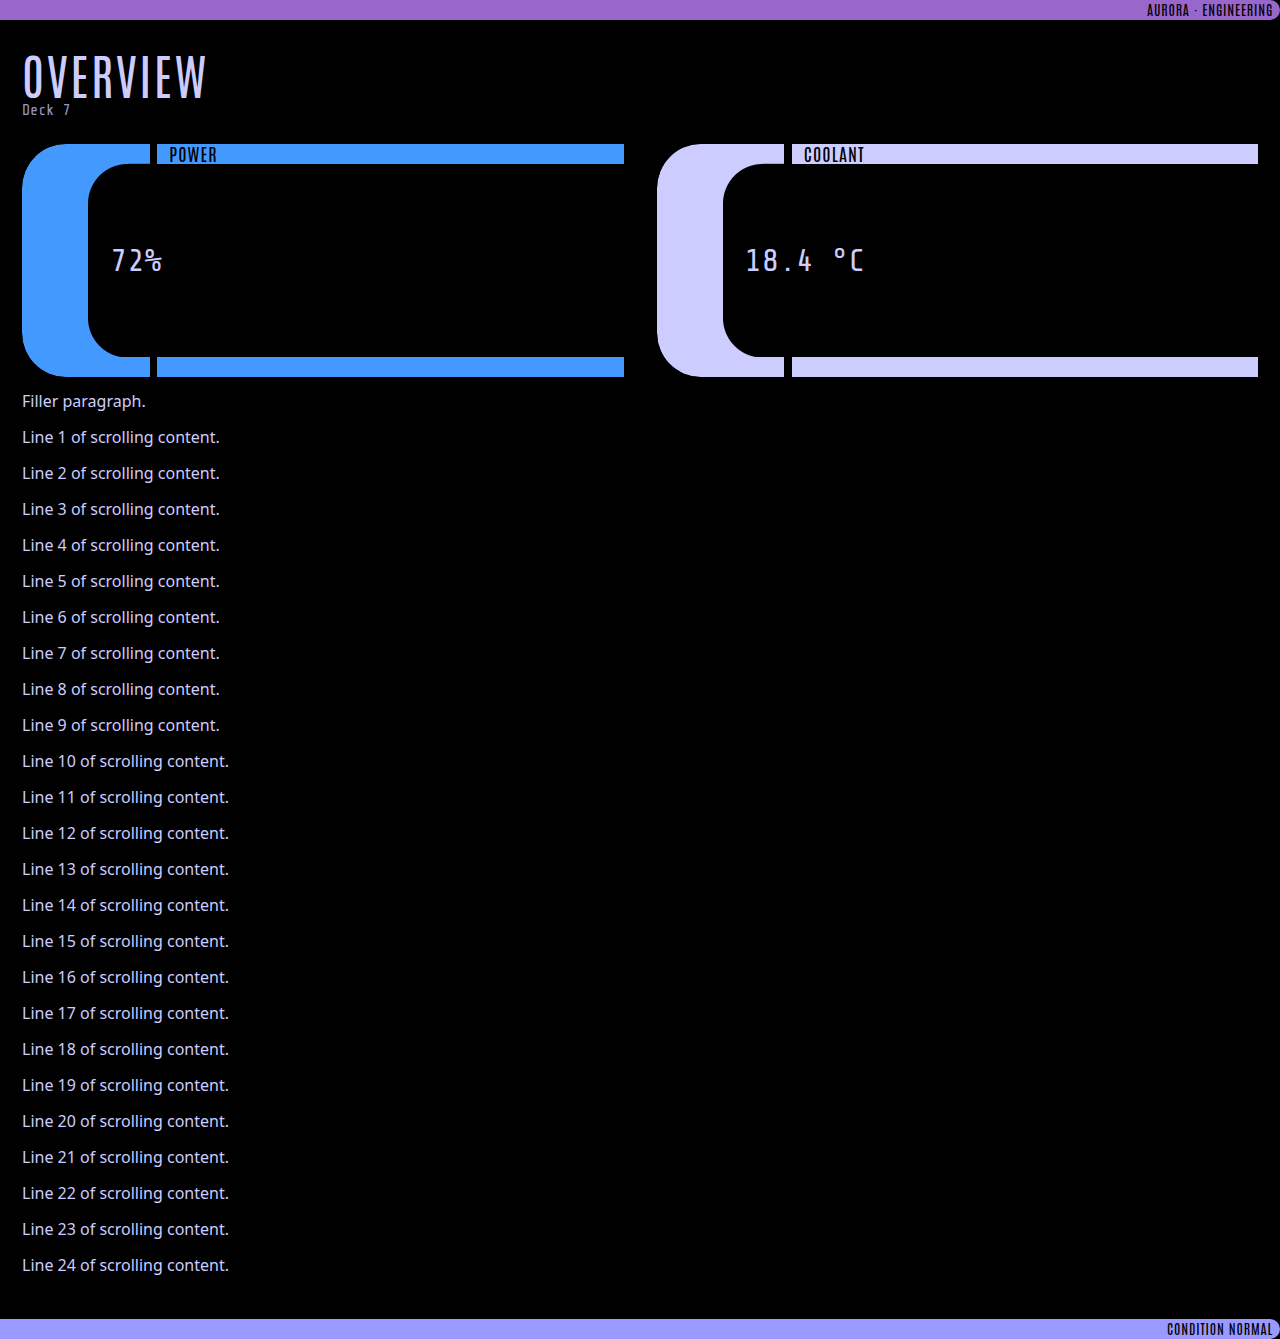 AURORA · ENGINEERING
OVERVIEW
Deck 7
POWER
COOLANT
72%
18.4 °C
Filler paragraph.
Line 1 of scrolling content.
Line 2 of scrolling content.
Line 3 of scrolling content.
Line 4 of scrolling content.
Line 5 of scrolling content.
Line 6 of scrolling content.
Line 7 of scrolling content.
Line 8 of scrolling content.
Line 9 of scrolling content.
Line 10 of scrolling content.
Line 11 of scrolling content.
Line 12 of scrolling content.
Line 13 of scrolling content.
Line 14 of scrolling content.
Line 15 of scrolling content.
Line 16 of scrolling content.
Line 17 of scrolling content.
Line 18 of scrolling content.
Line 19 of scrolling content.
Line 20 of scrolling content.
Line 21 of scrolling content.
Line 22 of scrolling content.
Line 23 of scrolling content.
Line 24 of scrolling content.
CONDITION NORMAL